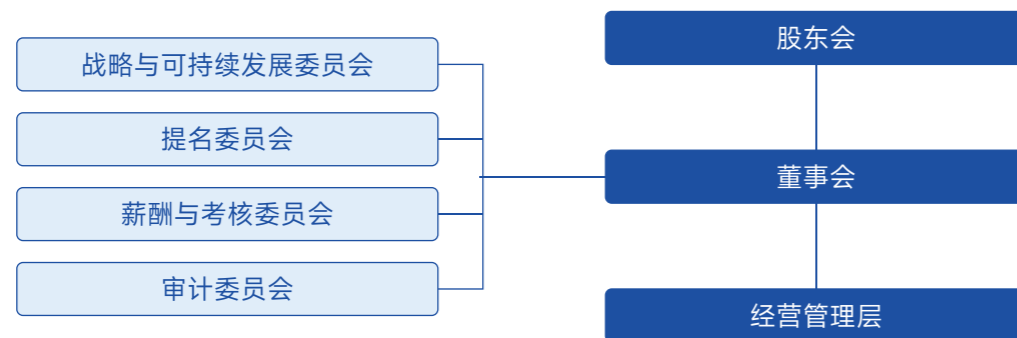 战略与可持续发展委员会
提名委员会
薪酬与考核委员会
审计委员会
股东会
董事会
经营管理层